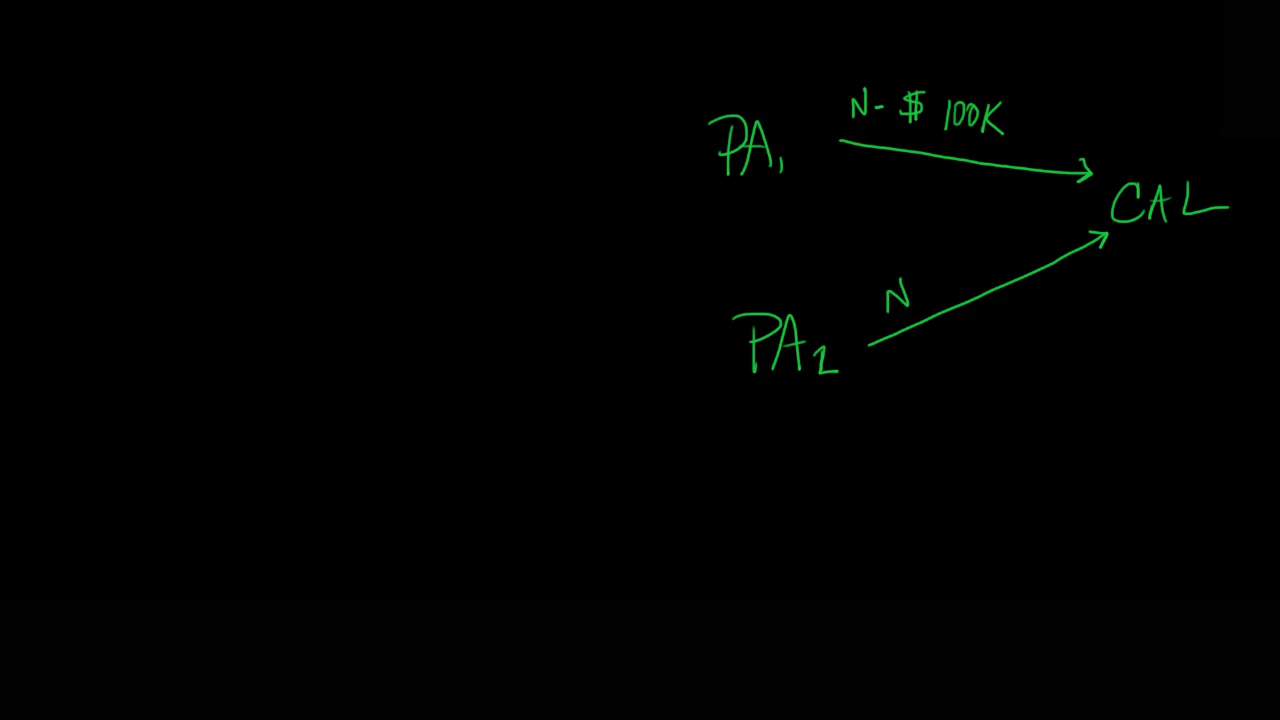 N- $ 100K
PA₁
CAL
N
PA₂